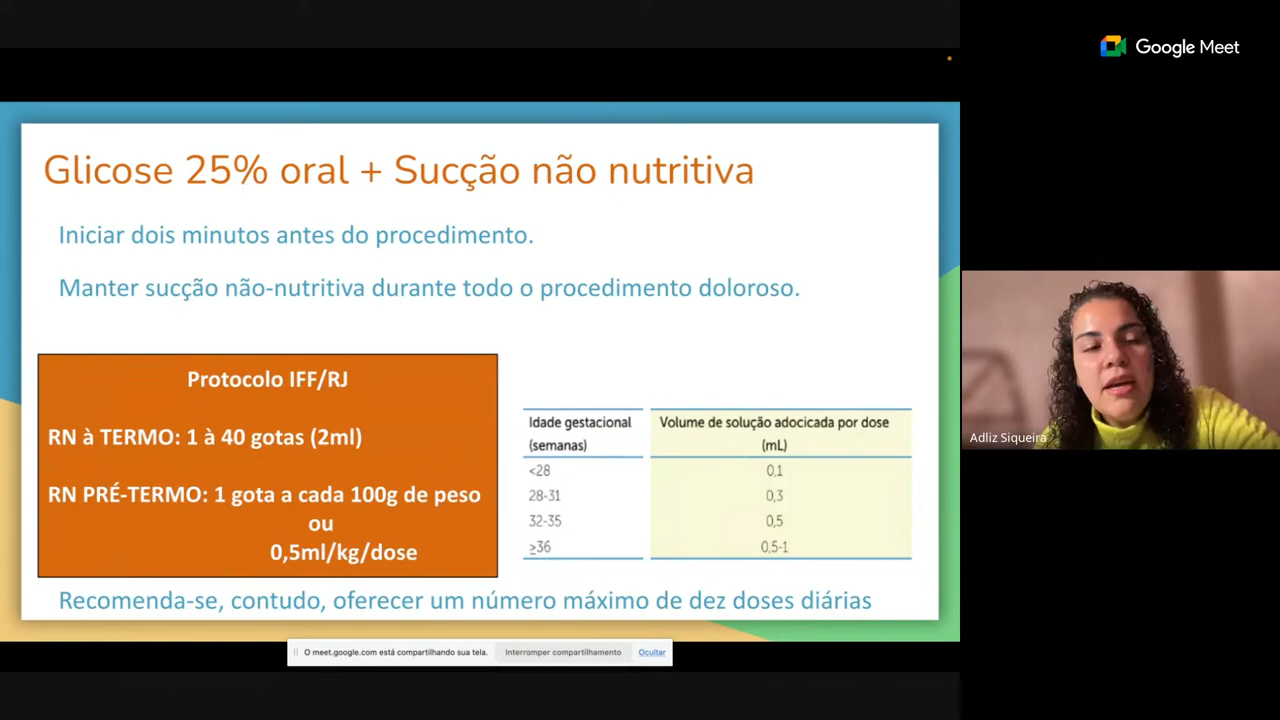 Google Meet
Glicose 25% oral + Sucção não nutritiva
Iniciar dois minutos antes do procedimento.
Manter sucção não-nutritiva durante todo o procedimento doloroso.
Protocolo IFF/RJ
RN à TERMO: 1 à 40 gotas (2ml)
RN PRÉ-TERMO: 1 gota a cada 100g de peso
ou
0,5ml/kg/dose
Idade gestacional (semanas) Volume de solução adocicada por dose (mL)
<28 0,1
28-31 0,3
32-35 0,5
≥36 0,5-1
Recomenda-se, contudo, oferecer um número máximo de dez doses diárias
Adliz Siqueira
O meet.google.com está compartilhando sua tela. Interromper compartilhamento Ocultar